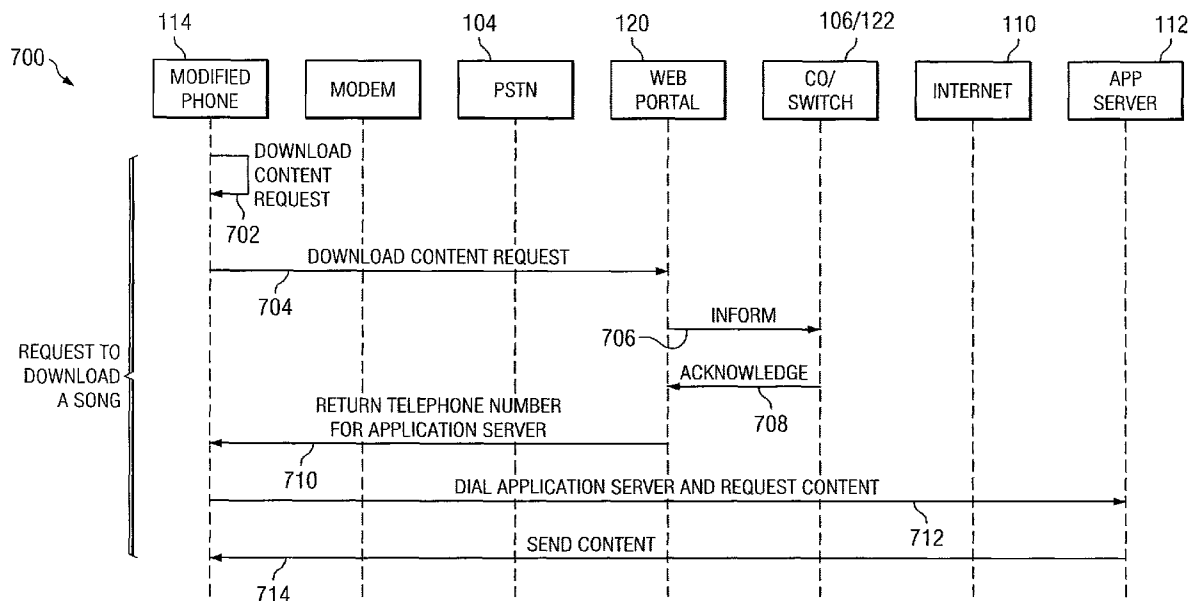 700
114
104
120
106/122
110
112
MODIFIED
PHONE
MODEM
PSTN
WEB
PORTAL
CO/
SWITCH
INTERNET
APP
SERVER
DOWNLOAD
CONTENT
REQUEST
702
DOWNLOAD CONTENT REQUEST
704
INFORM
706
ACKNOWLEDGE
708
REQUEST TO
DOWNLOAD
A SONG
RETURN TELEPHONE NUMBER
FOR APPLICATION SERVER
710
DIAL APPLICATION SERVER AND REQUEST CONTENT
712
SEND CONTENT
714